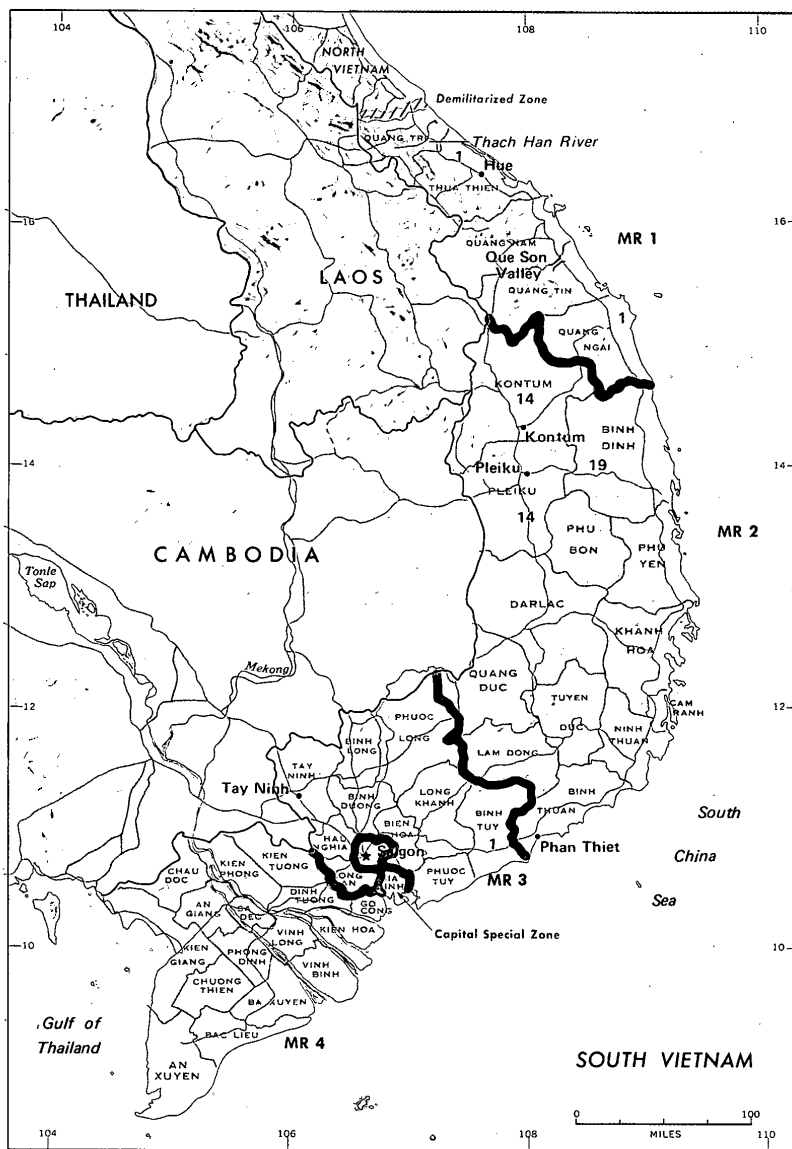 104
106
108
110
NORTH
VIETNAM
Demilitarized Zone
QUANG TRI
Thach Han River
1
Hue
THUA THIEN
16
16
MR 1
QUANG NAM
Que Son
Valley
LAOS
THAILAND
QUANG TIN
1
QUANG
NGAI
KONTUM
14
Kontum
BINH
DINH
14
14
Pleiku
19
PLEIKU
14
PHU
BON
MR 2
CAMBODIA
PHU
YEN
Tonle
Sap
DARLAC
KHANH
HOA
Mekong
QUANG
DUC
12
12
TUYEN
DUC
CAM
RANH
PHUOC
LONG
BINH
LONG
NINH
THUAN
LAM DONG
TAY
NINH
Tay Ninh
BINH
DUONG
LONG
KHANH
BINH
THUAN
BINH
TUY
BIEN
HOA
South
China
Sea
1
Phan Thiet
HAU
NGHIA
Saigon
KIEN
TUONG
KIEN
PHONG
CHAU
DOC
LONG
AN
GIA
DINH
PHUOC
TUY
MR 3
DINH
TUONG
GO
CONG
AN
GIANG
SA
DEC
KIEN HOA
Capital Special Zone
VINH
LONG
10
10
KIEN
GIANG
PHONG
DINH
VINH
BINH
CHUONG
THIEN
BA XUYEN
Gulf of
Thailand
BAC LIEU
MR 4
AN
XUYEN
SOUTH VIETNAM
0
100
MILES
104
106
108
110